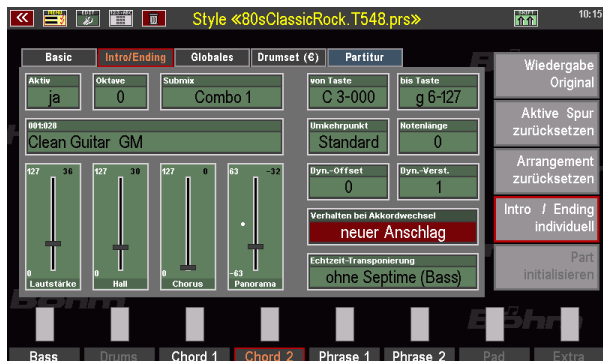 Style «80sClassicRock.T548.prs»
10:15
Basic
Intro/Ending
Globales
Drumset (€)
Partitur
Aktiv
ja
Oktave
0
Submix
Combo 1
von Taste
C 3-000
bis Taste
g 6-127
001:028
Clean Guitar GM
Umkehrpunkt
Standard
Notenlänge
0
127 36
127 30
127 0
63 -32
Dyn.-Offset
0
Dyn.-Verst.
1
Verhalten bei Akkordwechsel
neuer Anschlag
0
0
0
-63
Lautstärke
Hall
Chorus
Panorama
Echtzeit-Transponierung
ohne Septime (Bass)
Wiedergabe
Original
Aktive Spur
zurücksetzen
Arrangement
zurücksetzen
Intro / Ending
individuell
Part
initialisieren
Böhm
Böhm
Bass
Drums
Chord 1
Chord 2
Phrase 1
Phrase 2
Pad
Extra